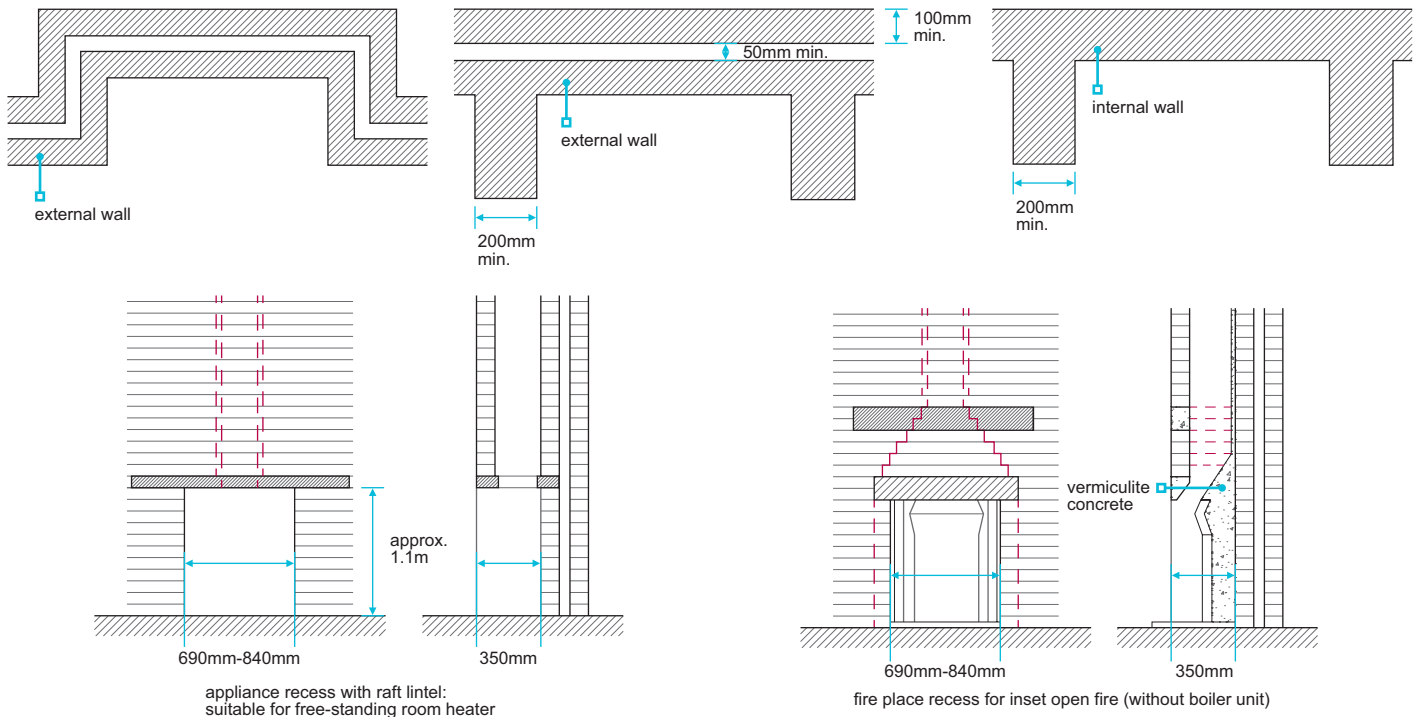 external wall
external wall
200mm
min.
50mm min.
100mm
min.
internal wall
200mm
min.
approx.
1.1m
690mm-840mm
350mm
appliance recess with raft lintel:
suitable for free-standing room heater
vermiculite
concrete
690mm-840mm
350mm
fire place recess for inset open fire (without boiler unit)